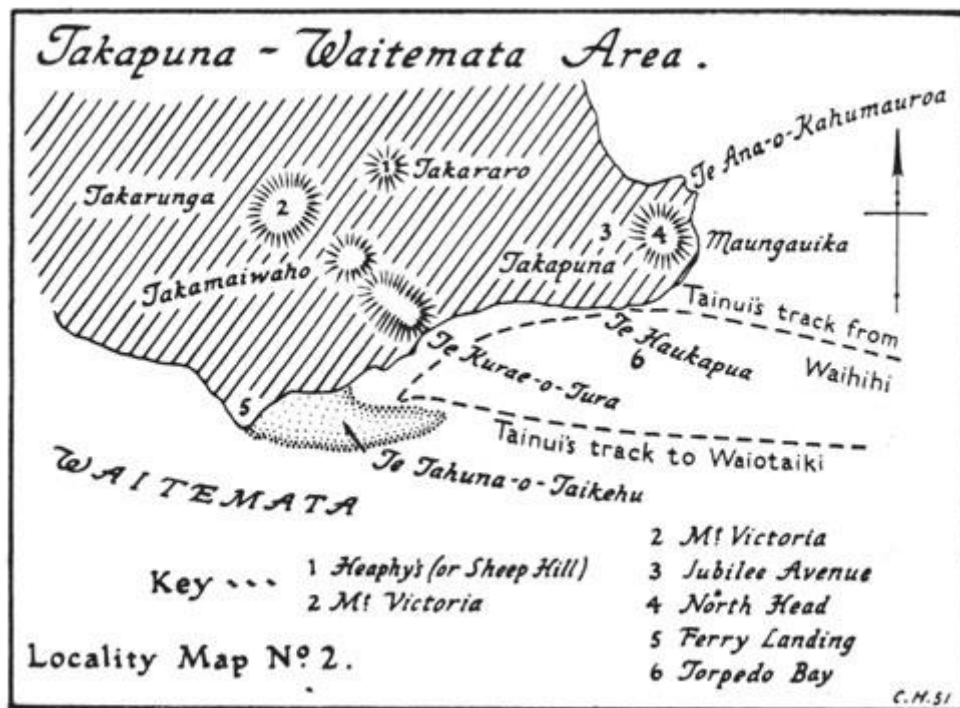 Takapuna - Waitemata Area.
Te Ana-o-Kahumauroa
1
Takararo
Takarunga
2
3
4
Maungauika
Takapuna
Takamaiwaho
Tainui's track from
Waihihi
Te Haukapua
6
Te Kurae-o-Tura
5
Tainui's track to Waiotaiki
Te Tahuna-o-Taikehu
WAITEMATA
Key ---
1 Heaphy's (or Sheep Hill)
2 Mt Victoria
2 Mt Victoria
3 Jubilee Avenue
4 North Head
5 Ferry Landing
6 Torpedo Bay
Locality Map No. 2.
C.H.51